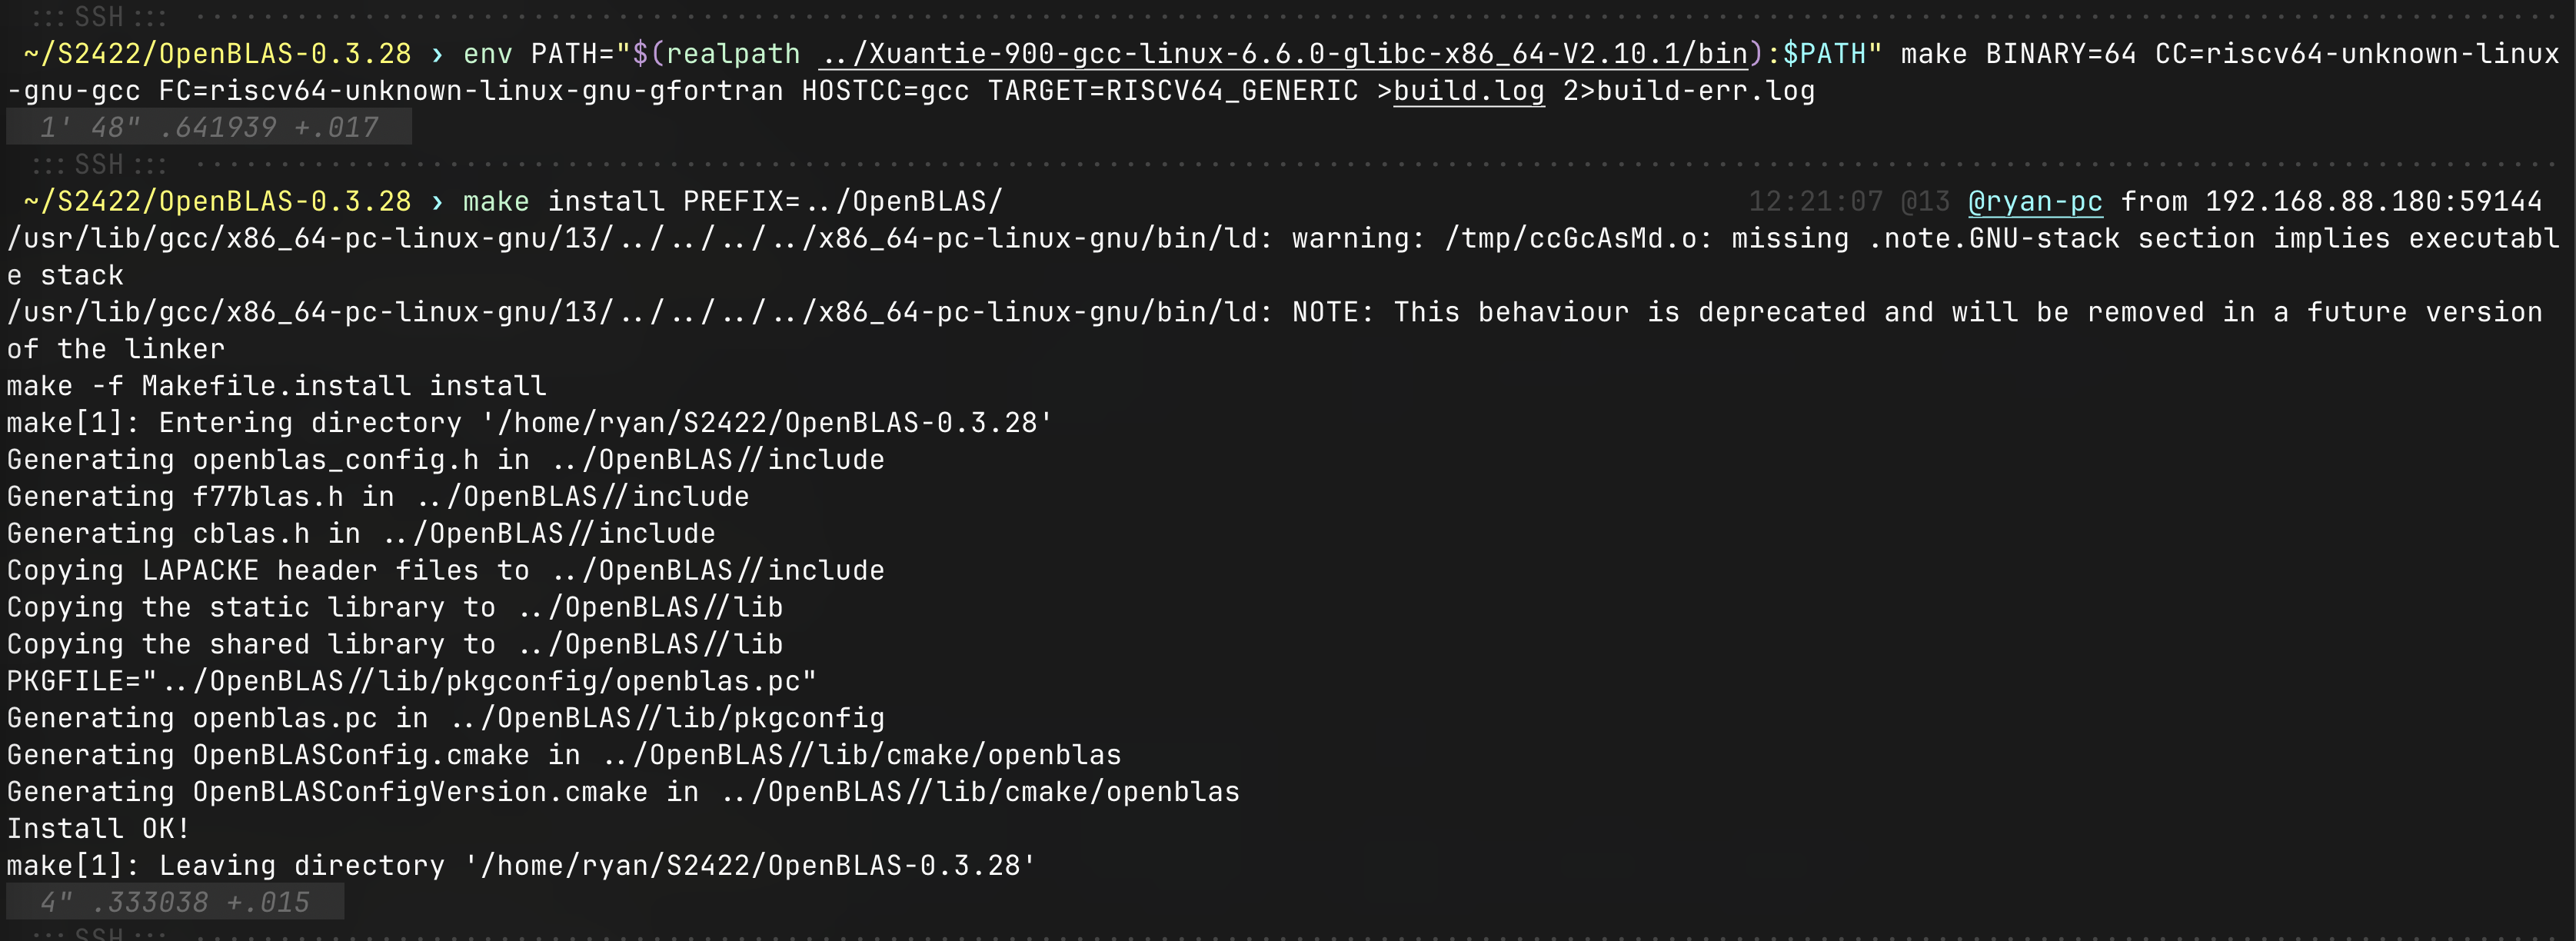 :::SSH:::
~/S2422/OpenBLAS-0.3.28 › env PATH="$(realpath ../Xuantie-900-gcc-linux-6.6.0-glibc-x86_64-V2.10.1/bin):$PATH" make BINARY=64 CC=riscv64-unknown-linux
-gnu-gcc FC=riscv64-unknown-linux-gnu-gfortran HOSTCC=gcc TARGET=RISCV64_GENERIC >build.log 2>build-err.log
1' 48" .641939 +.017
:::SSH:::
~/S2422/OpenBLAS-0.3.28 › make install PREFIX=../OpenBLAS/ 12:21:07 @13 @ryan-pc from 192.168.88.180:59144
/usr/lib/gcc/x86_64-pc-linux-gnu/13/../../../../x86_64-pc-linux-gnu/bin/ld: warning: /tmp/ccGcAsMd.o: missing .note.GNU-stack section implies executabl
e stack
/usr/lib/gcc/x86_64-pc-linux-gnu/13/../../../../x86_64-pc-linux-gnu/bin/ld: NOTE: This behaviour is deprecated and will be removed in a future version
of the linker
make -f Makefile.install install
make[1]: Entering directory '/home/ryan/S2422/OpenBLAS-0.3.28'
Generating openblas_config.h in ../OpenBLAS//include
Generating f77blas.h in ../OpenBLAS//include
Generating cblas.h in ../OpenBLAS//include
Copying LAPACKE header files to ../OpenBLAS//include
Copying the static library to ../OpenBLAS//lib
Copying the shared library to ../OpenBLAS//lib
PKGFILE="../OpenBLAS//lib/pkgconfig/openblas.pc"
Generating openblas.pc in ../OpenBLAS//lib/pkgconfig
Generating OpenBLASConfig.cmake in ../OpenBLAS//lib/cmake/openblas
Generating OpenBLASConfigVersion.cmake in ../OpenBLAS//lib/cmake/openblas
Install OK!
make[1]: Leaving directory '/home/ryan/S2422/OpenBLAS-0.3.28'
4" .333038 +.015
:::SSH:::